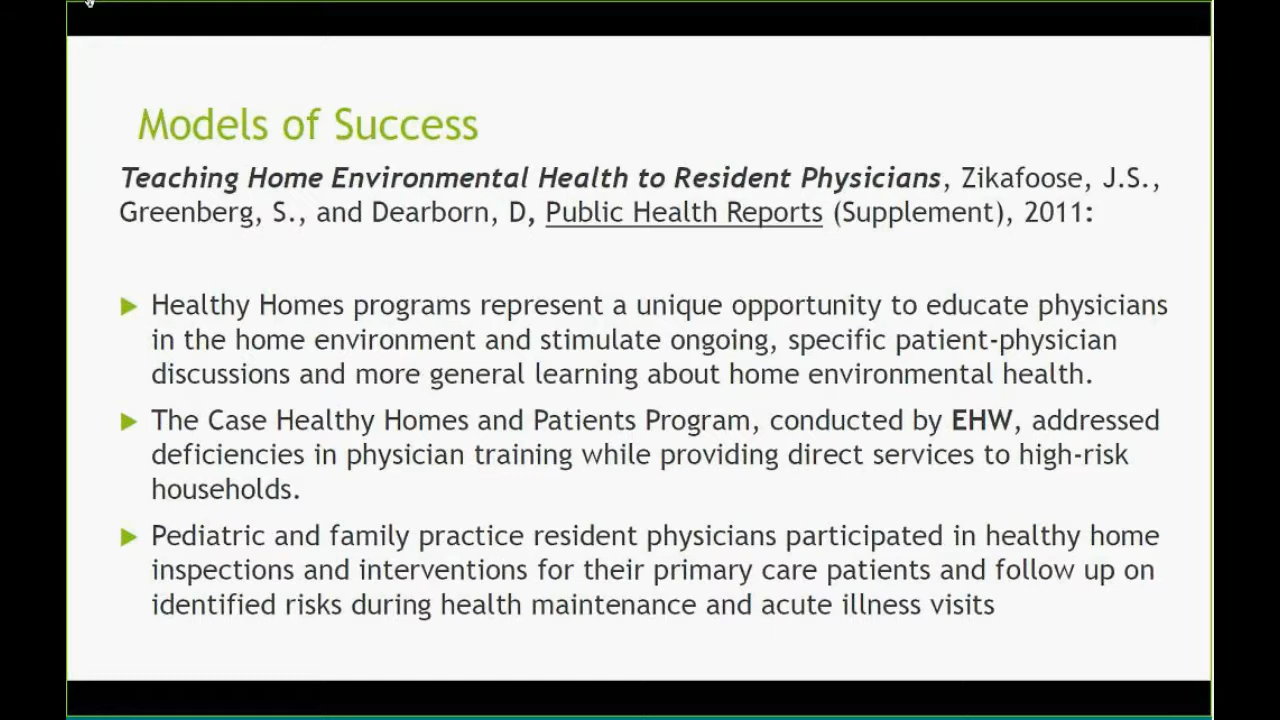 Models of Success
Teaching Home Environmental Health to Resident Physicians, Zikafoose, J.S.,
Greenberg, S., and Dearborn, D, Public Health Reports (Supplement), 2011:
Healthy Homes programs represent a unique opportunity to educate physicians
in the home environment and stimulate ongoing, specific patient-physician
discussions and more general learning about home environmental health.
The Case Healthy Homes and Patients Program, conducted by EHW, addressed
deficiencies in physician training while providing direct services to high-risk
households.
Pediatric and family practice resident physicians participated in healthy home
inspections and interventions for their primary care patients and follow up on
identified risks during health maintenance and acute illness visits